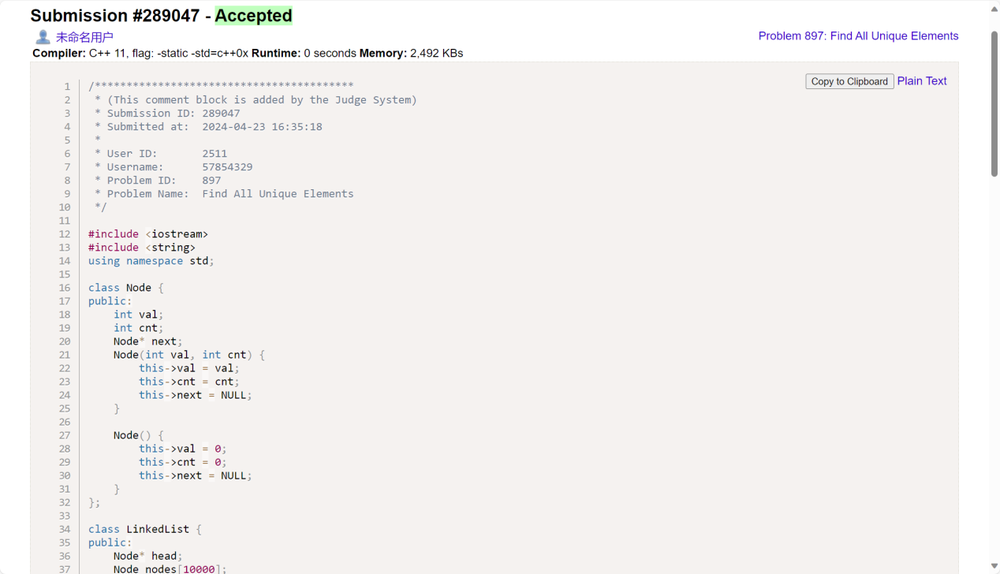 Submission #289047 - Accepted
未命名用户
Problem 897: Find All Unique Elements
Compiler: C++ 11, flag: -static -std=c++0x Runtime: 0 seconds Memory: 2,492 KBs
Copy to Clipboard Plain Text
1 /*****************************************
2  * (This comment block is added by the Judge System)
3  * Submission ID: 289047
4  * Submitted at:  2024-04-23 16:35:18
5  *
6  * User ID:       2511
7  * Username:      57854329
8  * Problem ID:    897
9  * Problem Name:  Find All Unique Elements
10  */
11
12 #include <iostream>
13 #include <string>
14 using namespace std;
15
16 class Node {
17 public:
18     int val;
19     int cnt;
20     Node* next;
21     Node(int val, int cnt) {
22         this->val = val;
23         this->cnt = cnt;
24         this->next = NULL;
25     }
26
27     Node() {
28         this->val = 0;
29         this->cnt = 0;
30         this->next = NULL;
31     }
32 };
33
34 class LinkedList {
35 public:
36     Node* head;
37     Node nodes[10000];